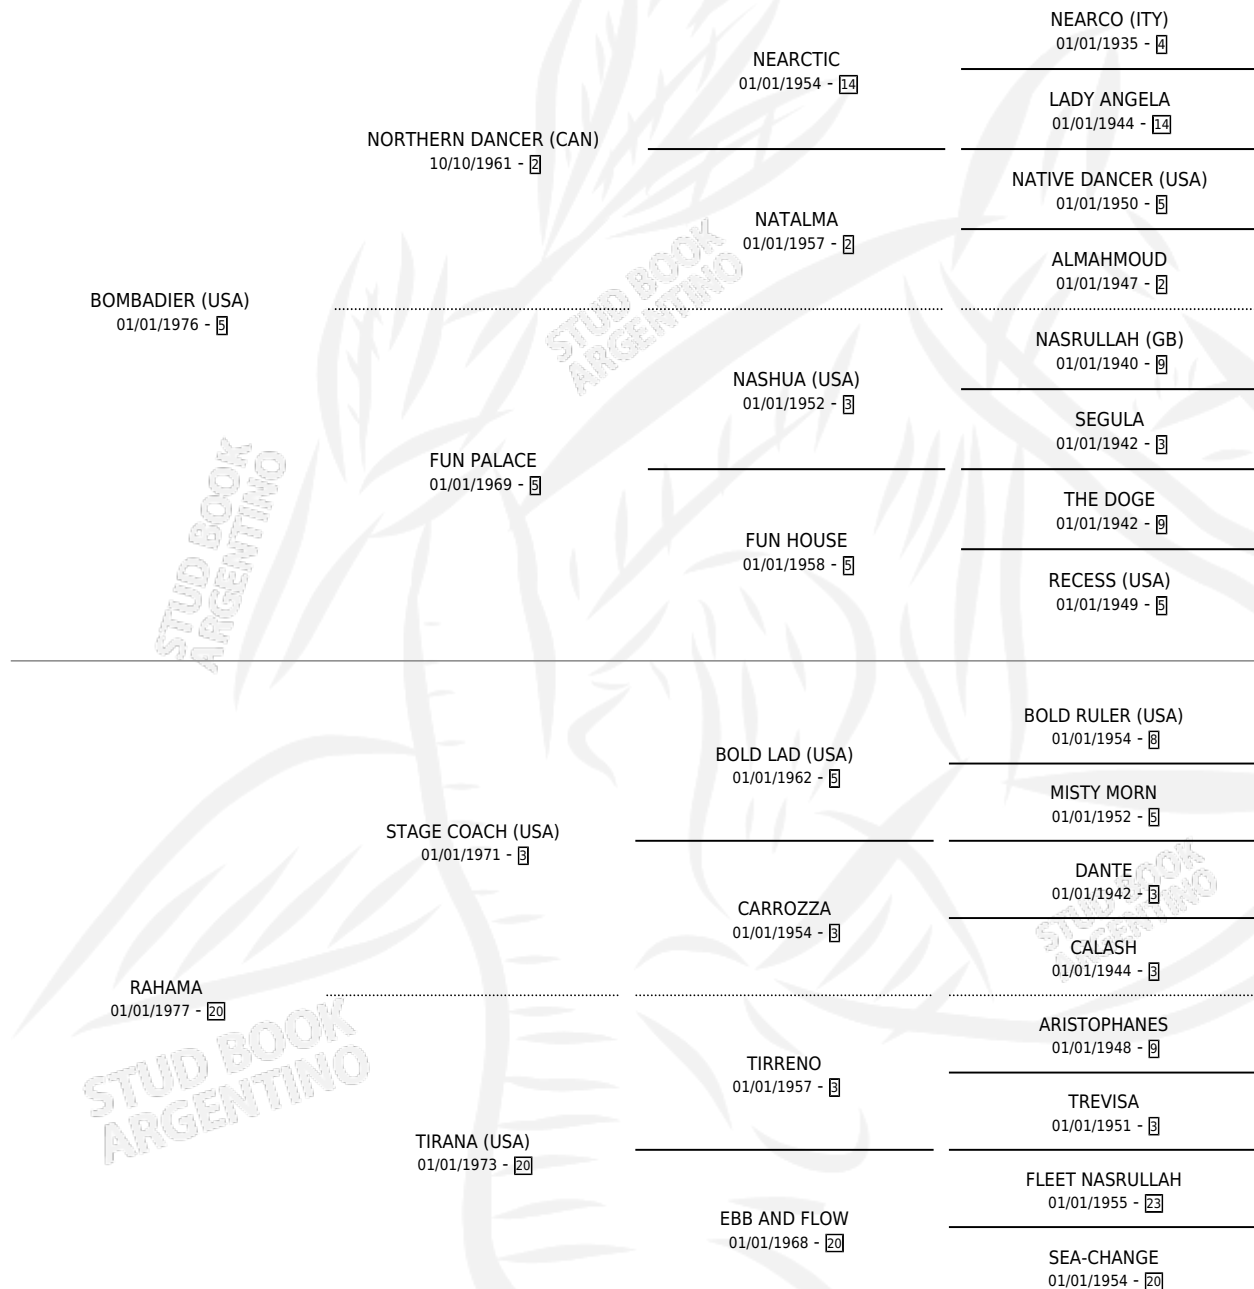 NEARCO (ITY)
01/01/1935 - 4
NEARCTIC
01/01/1954 - 14
LADY ANGELA
01/01/1944 - 14
NORTHERN DANCER (CAN)
10/10/1961 - 2
NATIVE DANCER (USA)
01/01/1950 - 5
NATALMA
01/01/1957 - 2
ALMAHMOUD
01/01/1947 - 2
BOMBADIER (USA)
01/01/1976 - 5
STUD BOOK
ARGENTINO
NASRULLAH (GB)
01/01/1940 - 9
NASHUA (USA)
01/01/1952 - 3
SEGULA
01/01/1942 - 3
FUN PALACE
01/01/1969 - 5
THE DOGE
01/01/1942 - 9
FUN HOUSE
01/01/1958 - 5
RECESS (USA)
01/01/1949 - 5
STUD BOOK
ARGENTINO
BOLD RULER (USA)
01/01/1954 - 8
BOLD LAD (USA)
01/01/1962 - 5
MISTY MORN
01/01/1952 - 5
STAGE COACH (USA)
01/01/1971 - 3
DANTE
01/01/1942 - 3
CARROZZA
01/01/1954 - 3
CALASH
01/01/1944 - 3
STUD BOOK
ARGENTINO
RAHAMA
01/01/1977 - 20
ARISTOPHANES
01/01/1948 - 9
TIRRENO
01/01/1957 - 3
TREVISA
01/01/1951 - 3
STUD BOOK
ARGENTINO
TIRANA (USA)
01/01/1973 - 20
FLEET NASRULLAH
01/01/1955 - 23
EBB AND FLOW
01/01/1968 - 20
SEA-CHANGE
01/01/1954 - 20